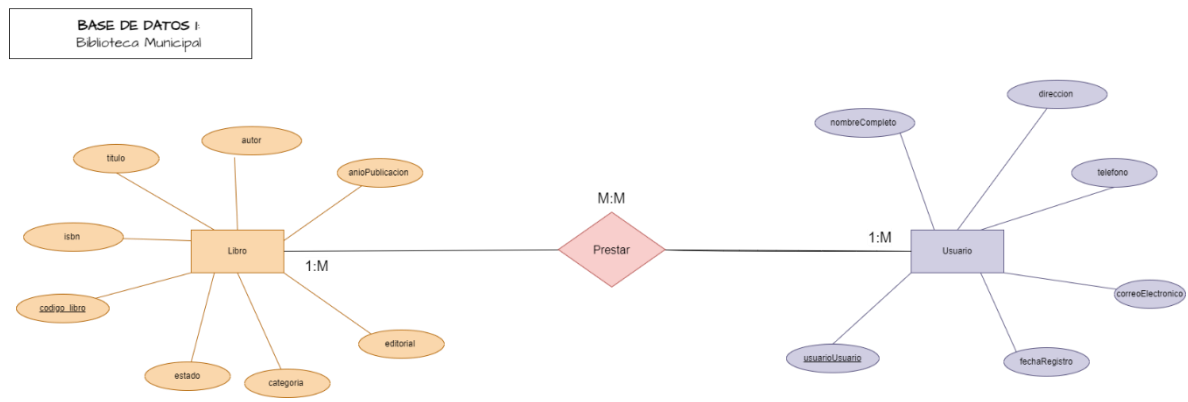 BASE DE DATOS 1:
Biblioteca Municipal
direccion
nombreCompleto
autor
titulo
anioPublicacion
telefono
M:M
isbn
Libro
Prestar
1:M
Usuario
1:M
codigo_libro
correoElectronico
editorial
usuarioUsuario
fechaRegistro
estado
categoria